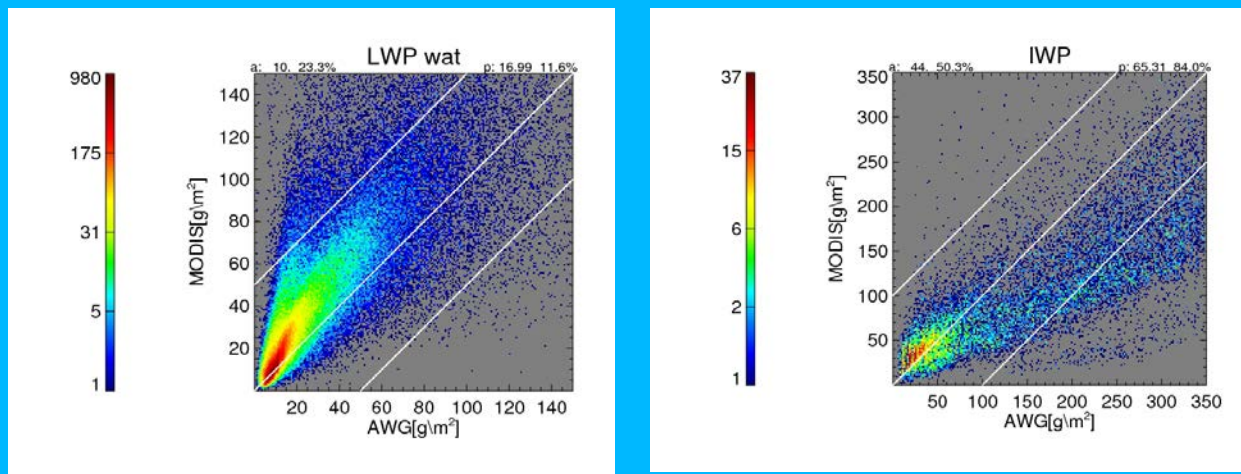 LWP wat
a: 10. 23.3% p: 16.99 11.6%
980
175
31
5
1
MODIS[g\m²]
140
120
100
80
60
40
20
20 40 60 80 100 120 140
AWG[g\m²]
IWP
a: 44. 50.3% p: 65.31 84.0%
37
15
6
2
1
MODIS[g\m²]
350
300
250
200
150
100
50
50 100 150 200 250 300 350
AWG[g\m²]